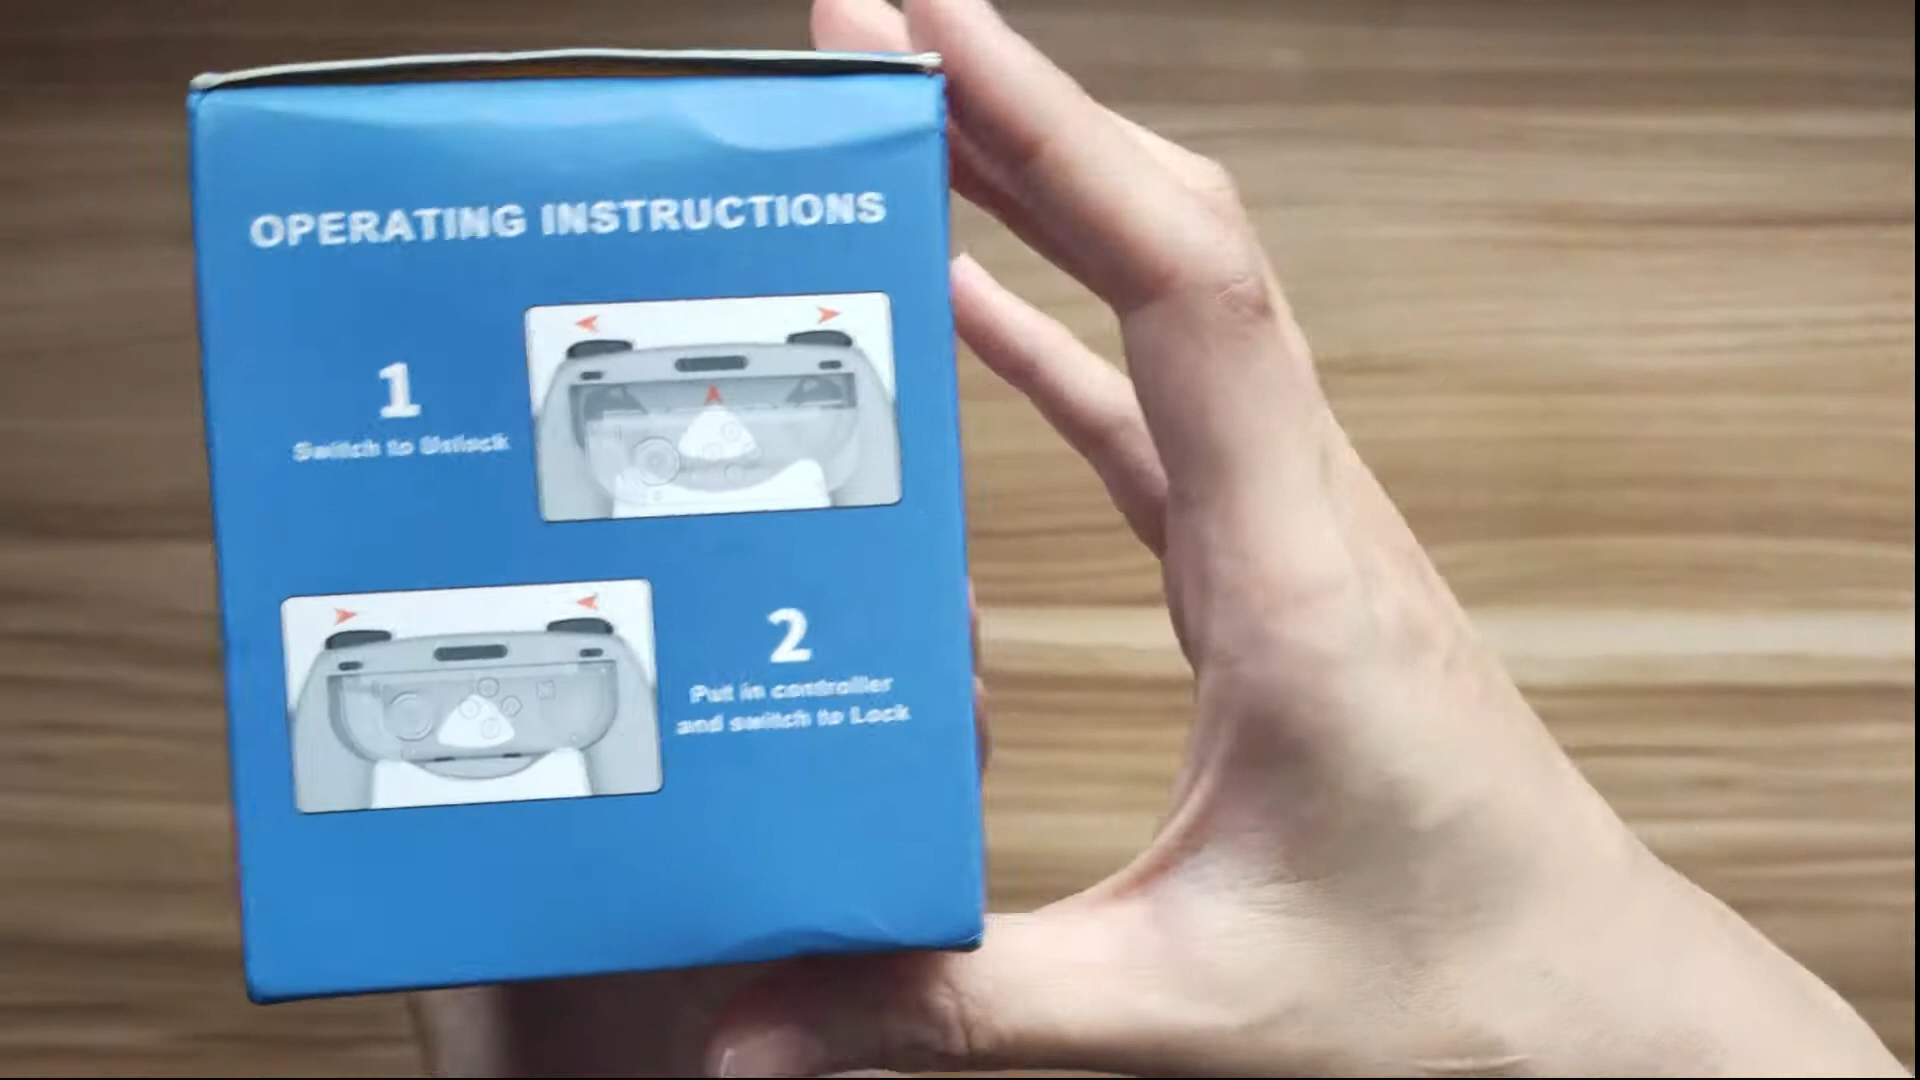 OPERATING INSTRUCTIONS
1
Switch to Unlock
2
Put in controller
and switch to Lock